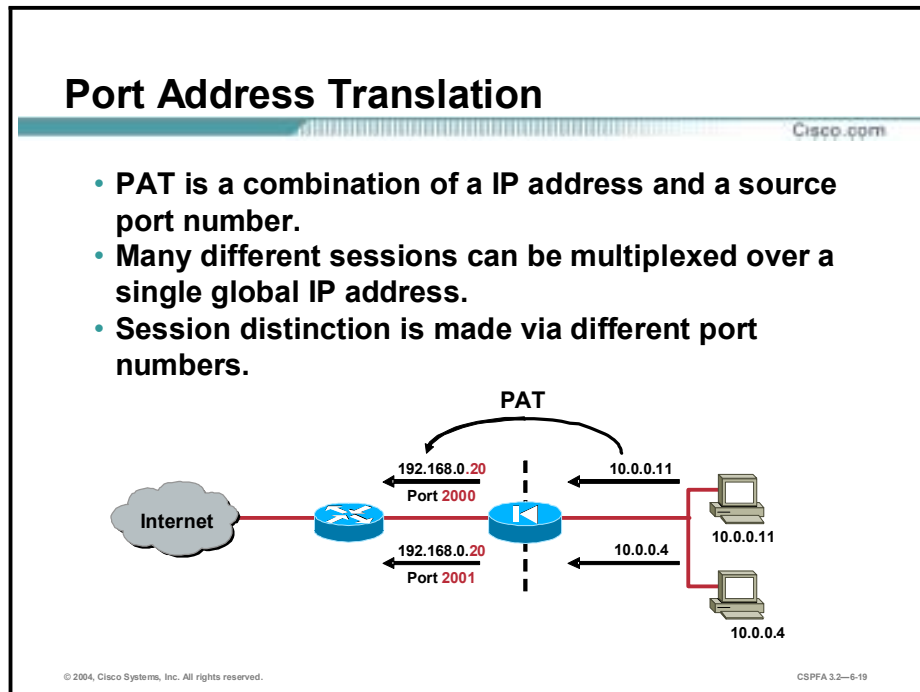 Port Address Translation
Cisco.com
• PAT is a combination of a IP address and a source
port number.
• Many different sessions can be multiplexed over a
single global IP address.
• Session distinction is made via different port
numbers.
PAT
192.168.0.20
Port 2000
10.0.0.11
Internet
10.0.0.11
192.168.0.20
Port 2001
10.0.0.4
10.0.0.4
© 2004, Cisco Systems, Inc. All rights reserved.
CSPFA 3.2—6-19